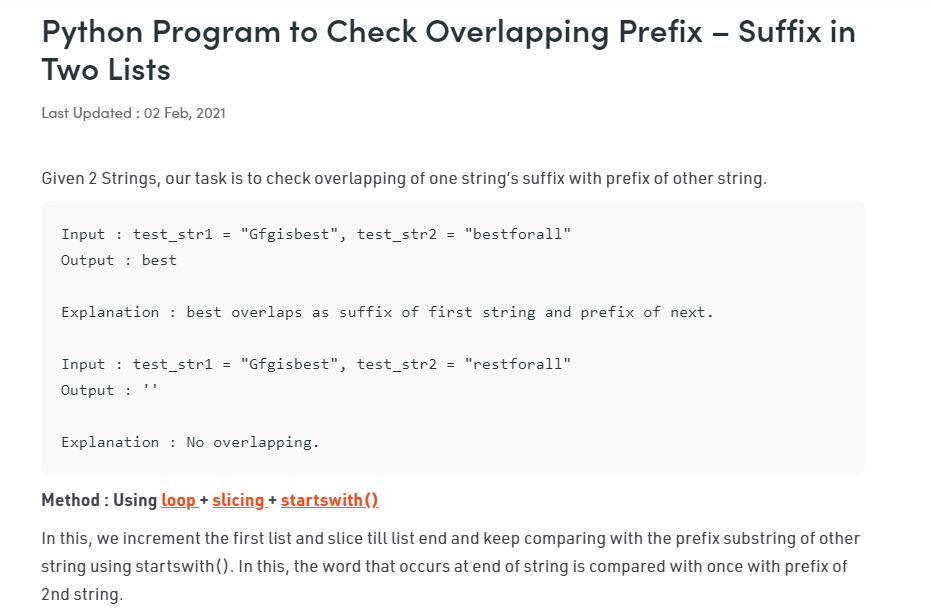 Python Program to Check Overlapping Prefix – Suffix in
Two Lists
Last Updated : 02 Feb, 2021
Given 2 Strings, our task is to check overlapping of one string's suffix with prefix of other string.
Input : test_str1 = "Gfgisbest", test_str2 = "bestforall"
Output : best
Explanation : best overlaps as suffix of first string and prefix of next.
Input : test_str1 = "Gfgisbest", test_str2 = "restforall"
Output : ''
Explanation : No overlapping.
Method : Using loop + slicing + startswith()
In this, we increment the first list and slice till list end and keep comparing with the prefix substring of other
string using startswith(). In this, the word that occurs at end of string is compared with once with prefix of
2nd string.